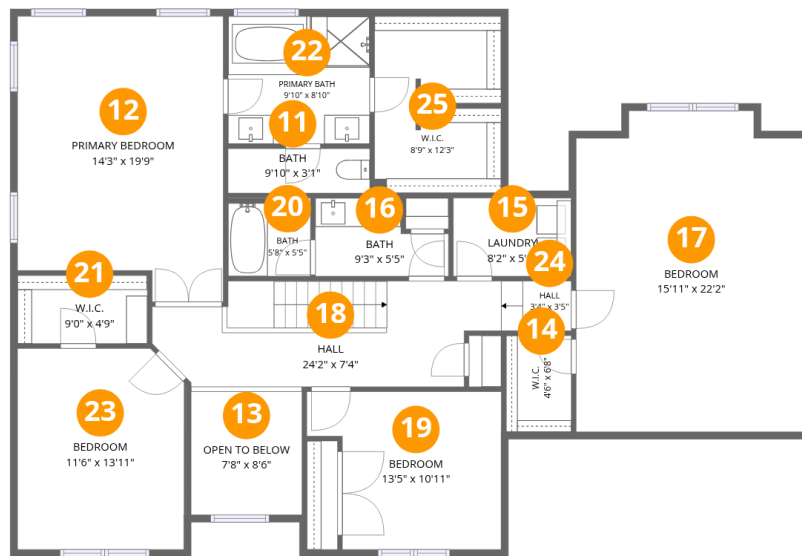 22
PRIMARY BATH
9'10" x 8'10"
12
PRIMARY BEDROOM
14'3" x 19'9"
11
BATH
9'10" x 3'1"
25
W.I.C.
8'9" x 12'3"
20
BATH
5'8" x 5'5"
16
BATH
9'3" x 5'5"
15
LAUNDRY
8'2" x 5'
17
BEDROOM
15'11" x 22'2"
24
HALL
3'4" x 3'5"
21
W.I.C.
9'0" x 4'9"
18
HALL
24'2" x 7'4"
14
W.I.C.
4'6" x 6'8"
23
BEDROOM
11'6" x 13'11"
13
OPEN TO BELOW
7'8" x 8'6"
19
BEDROOM
13'5" x 10'11"